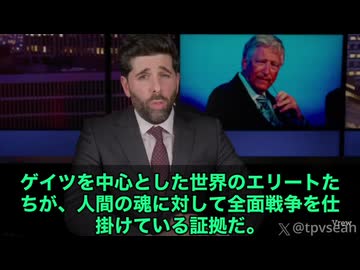 ゲイツを中心とした世界のエリートた
ちが、人間の魂に対して全面戦争を仕
掛けている証拠だ。
Vrew
X @tpvsean